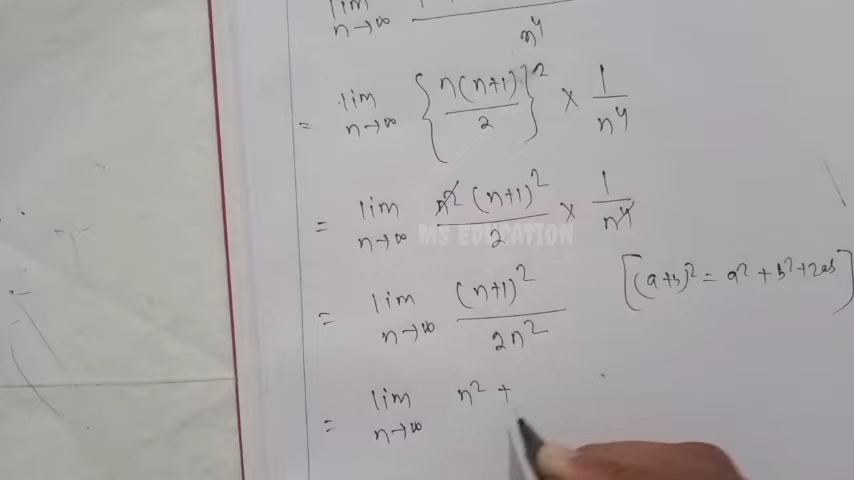 lim n→∞ n⁴
= lim n→∞ { n(n+1) / 2 }² × 1 / n⁴
= lim n→∞ n² (n+1)² / 2 × 1 / n⁴
MS EDUCATION
= lim n→∞ (n+1)² / 2n² [(a+b)² = a² + b² + 2ab]
= lim n→∞ n² +